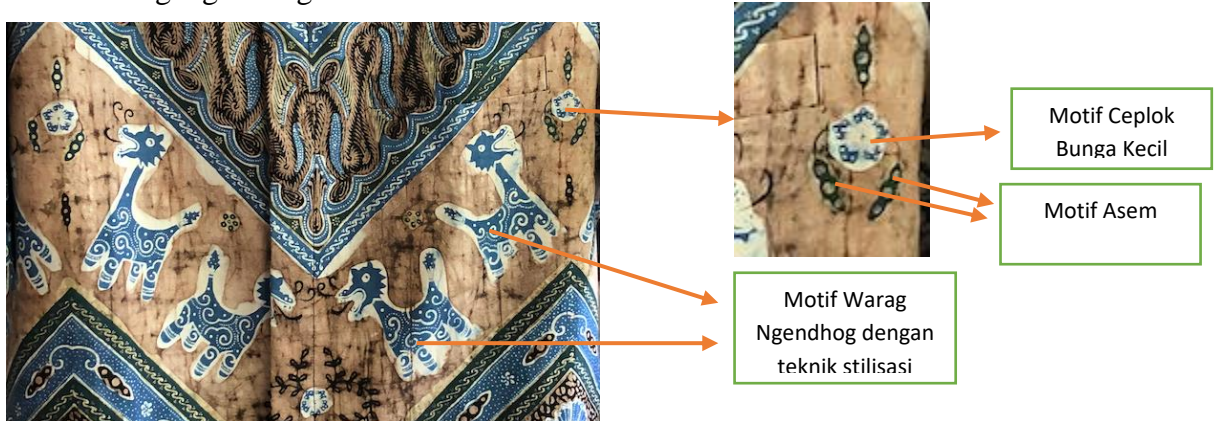 Motif Ceplok
Bunga Kecil
Motif Asem
Motif Warag
Ngendhog dengan
teknik stilisasi